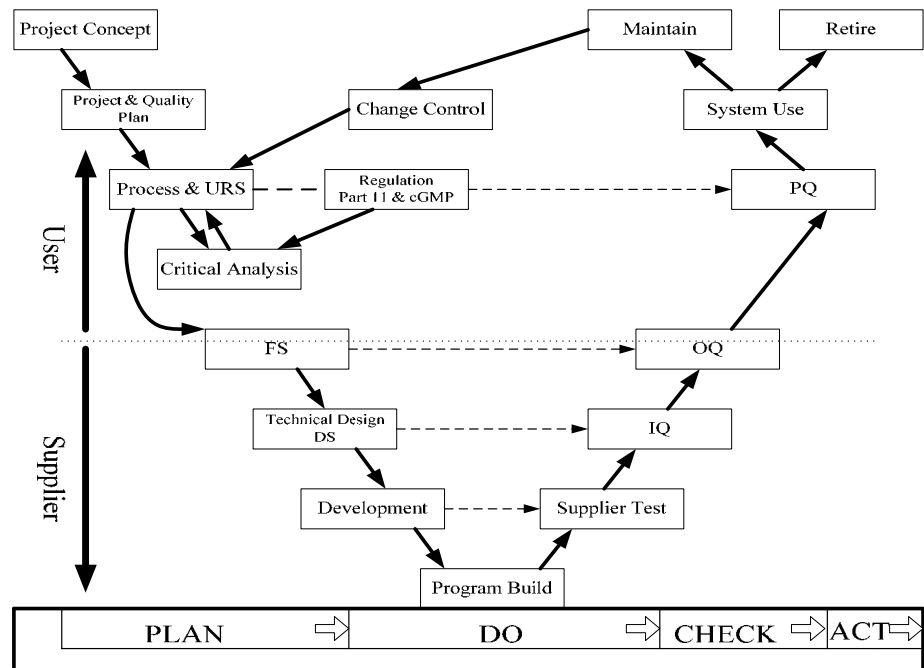 Project Concept
Maintain
Retire
Project & Quality
Plan
Change Control
System Use
Process & URS
Regulation
Part 11 & cGMP
PQ
Critical Analysis
User
FS
OQ
Technical Design
DS
IQ
Supplier
Development
Supplier Test
Program Build
PLAN
DO
CHECK
ACT